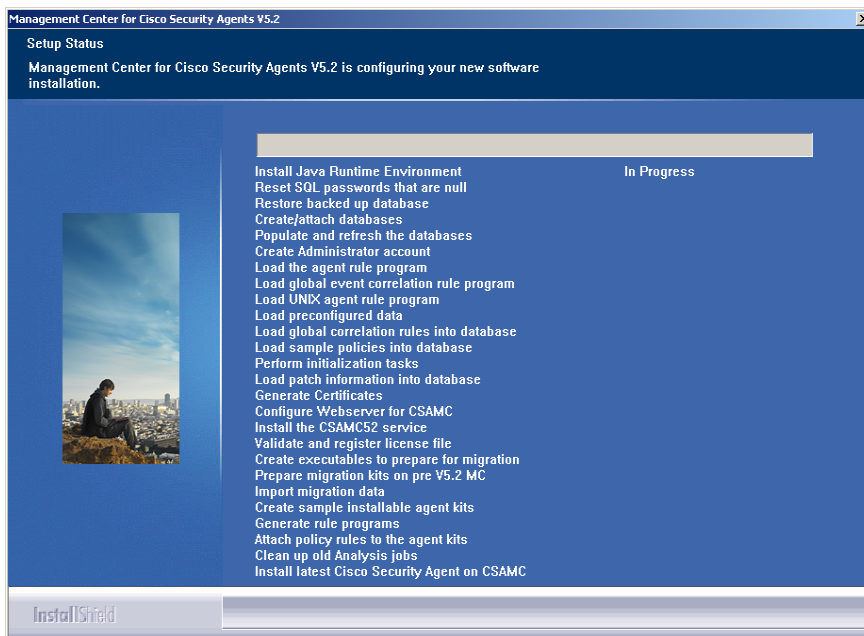 Management Center for Cisco Security Agents V5.2
Setup Status
Management Center for Cisco Security Agents V5.2 is configuring your new software
installation.
Install Java Runtime Environment In Progress
Reset SQL passwords that are null
Restore backed up database
Create/attach databases
Populate and refresh the databases
Create Administrator account
Load the agent rule program
Load global event correlation rule program
Load UNIX agent rule program
Load preconfigured data
Load global correlation rules into database
Load sample policies into database
Perform initialization tasks
Load patch information into database
Generate Certificates
Configure Webserver for CSAMC
Install the CSAMC52 service
Validate and register license file
Create executables to prepare for migration
Prepare migration kits on pre V5.2 MC
Import migration data
Create sample installable agent kits
Generate rule programs
Attach policy rules to the agent kits
Clean up old Analysis jobs
Install latest Cisco Security Agent on CSAMC
InstallShield